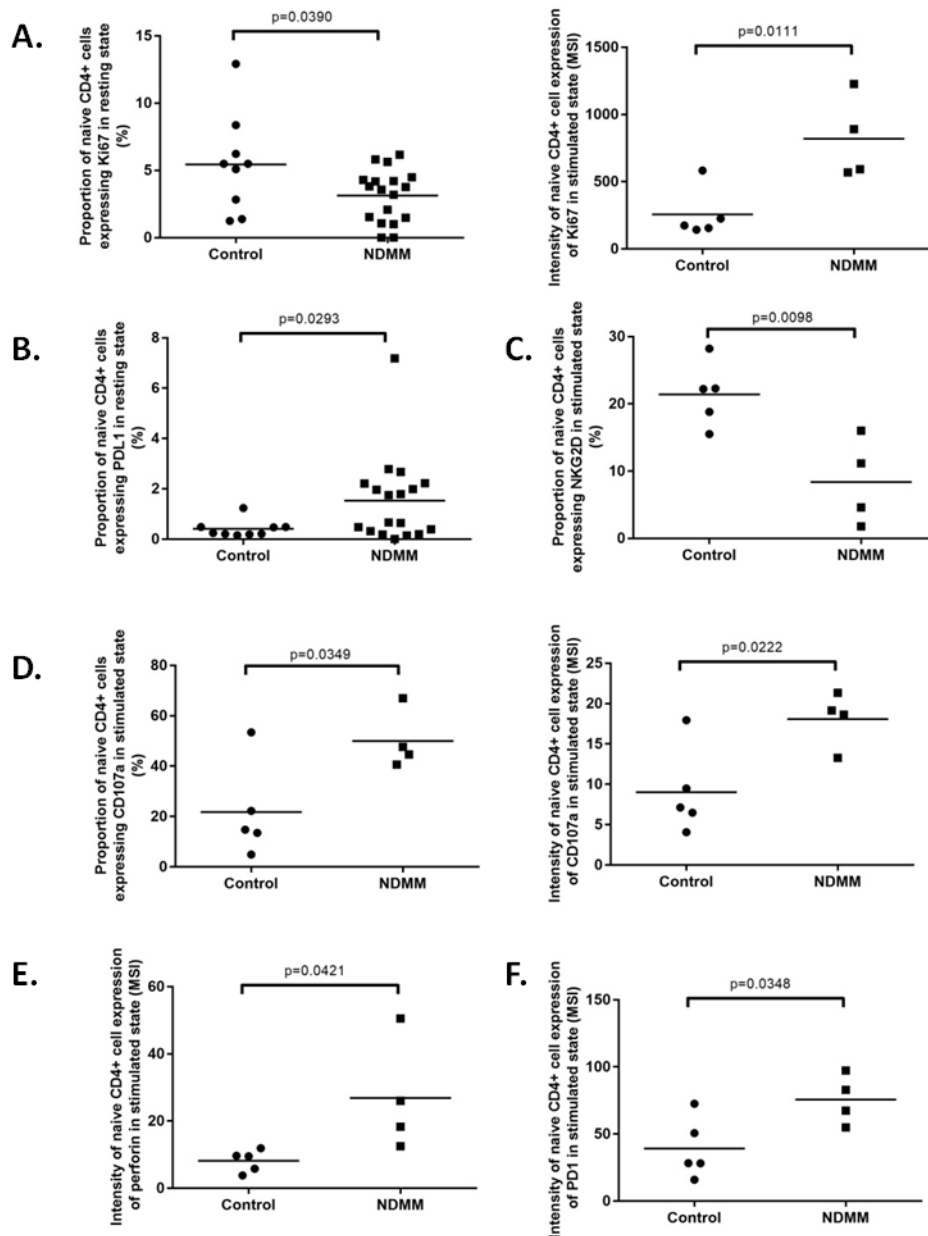 A.
Proportion of naive CD4+ cells
expressing Ki67 in resting state
(%)
15
10
5
0
p=0.0390
Control
NDMM
Intensity of naive CD4+ cell expression
of Ki67 in stimulated state (MSI)
1500
1000
500
0
p=0.0111
Control
NDMM
B.
Proportion of naive CD4+ cells
expressing PDL1 in resting state
(%)
8
6
4
2
0
p=0.0293
Control
NDMM
C.
Proportion of naive CD4+ cells
expressing NKG2D in stimulated state
(%)
30
20
10
0
p=0.0098
Control
NDMM
D.
Proportion of naive CD4+ cells
expressing CD107a in stimulated state
(%)
80
60
40
20
0
p=0.0349
Control
NDMM
Intensity of naive CD4+ cell expression
of CD107a in stimulated state (MSI)
25
20
15
10
5
0
p=0.0222
Control
NDMM
E.
Intensity of naive CD4+ cell expression
of perforin in stimulated state (MSI)
60
40
20
0
p=0.0421
Control
NDMM
F.
Intensity of naive CD4+ cell expression
of PD1 in stimulated state (MSI)
150
100
50
0
p=0.0348
Control
NDMM